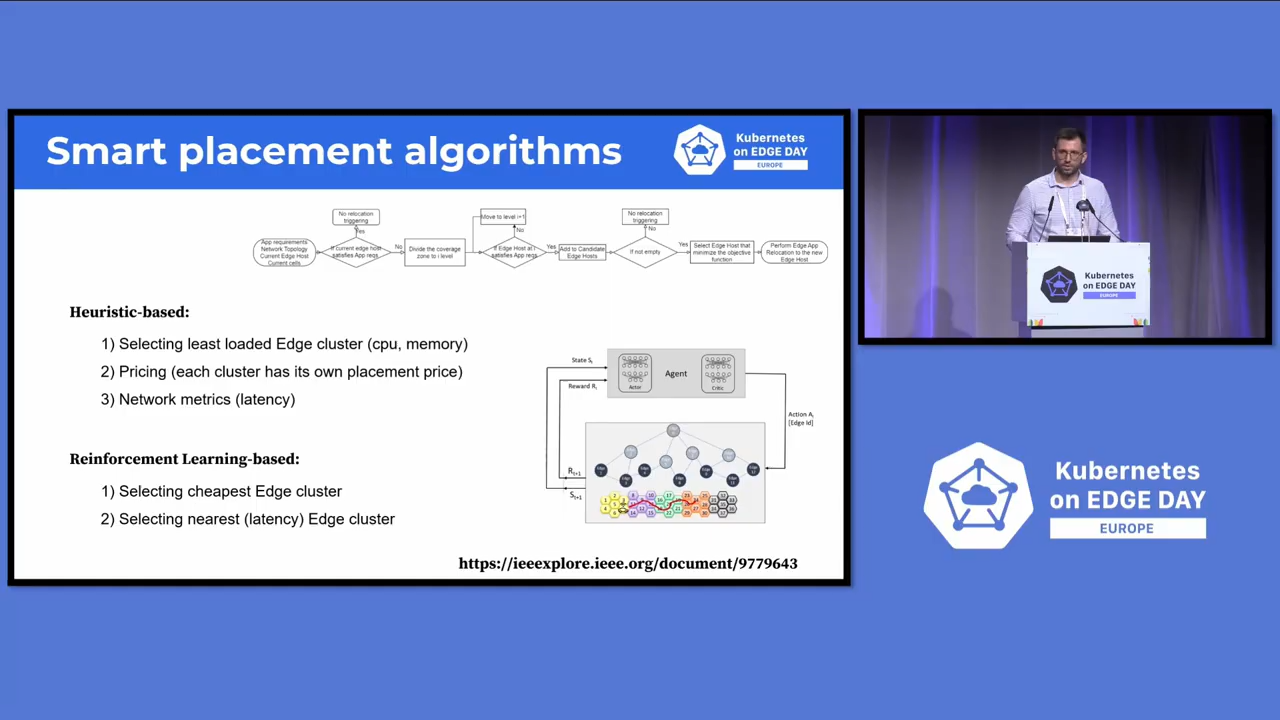 Smart placement algorithms
Kubernetes
on EDGE DAY
EUROPE
No relocation
triggering
Yes
App requirements
Network Topology
Current Edge Host
Current cells
If current edge host
satisfies App reqs
No
Divide the coverage
zone to i level
Move to level i+1
No
If Edge Host at i
satisfies App reqs
Yes
Add to Candidate
Edge Hosts
No relocation
triggering
No
If not empty
Yes
Select Edge Host that
minimize the objective
function
Perform Edge App
Relocation to the new
Edge Host
Heuristic-based:
1) Selecting least loaded Edge cluster (cpu, memory)
2) Pricing (each cluster has its own placement price)
3) Network metrics (latency)
Reinforcement Learning-based:
1) Selecting cheapest Edge cluster
2) Selecting nearest (latency) Edge cluster
State Sₜ
Reward Rₜ
Actor
Agent
Critic
Action Aₜ
[Edge Id]
Rₜ₊₁
Sₜ₊₁
https://ieeexplore.ieee.org/document/9779643
Kubernetes
on EDGE DAY
EUROPE
Kubernetes
on EDGE DAY
EUROPE